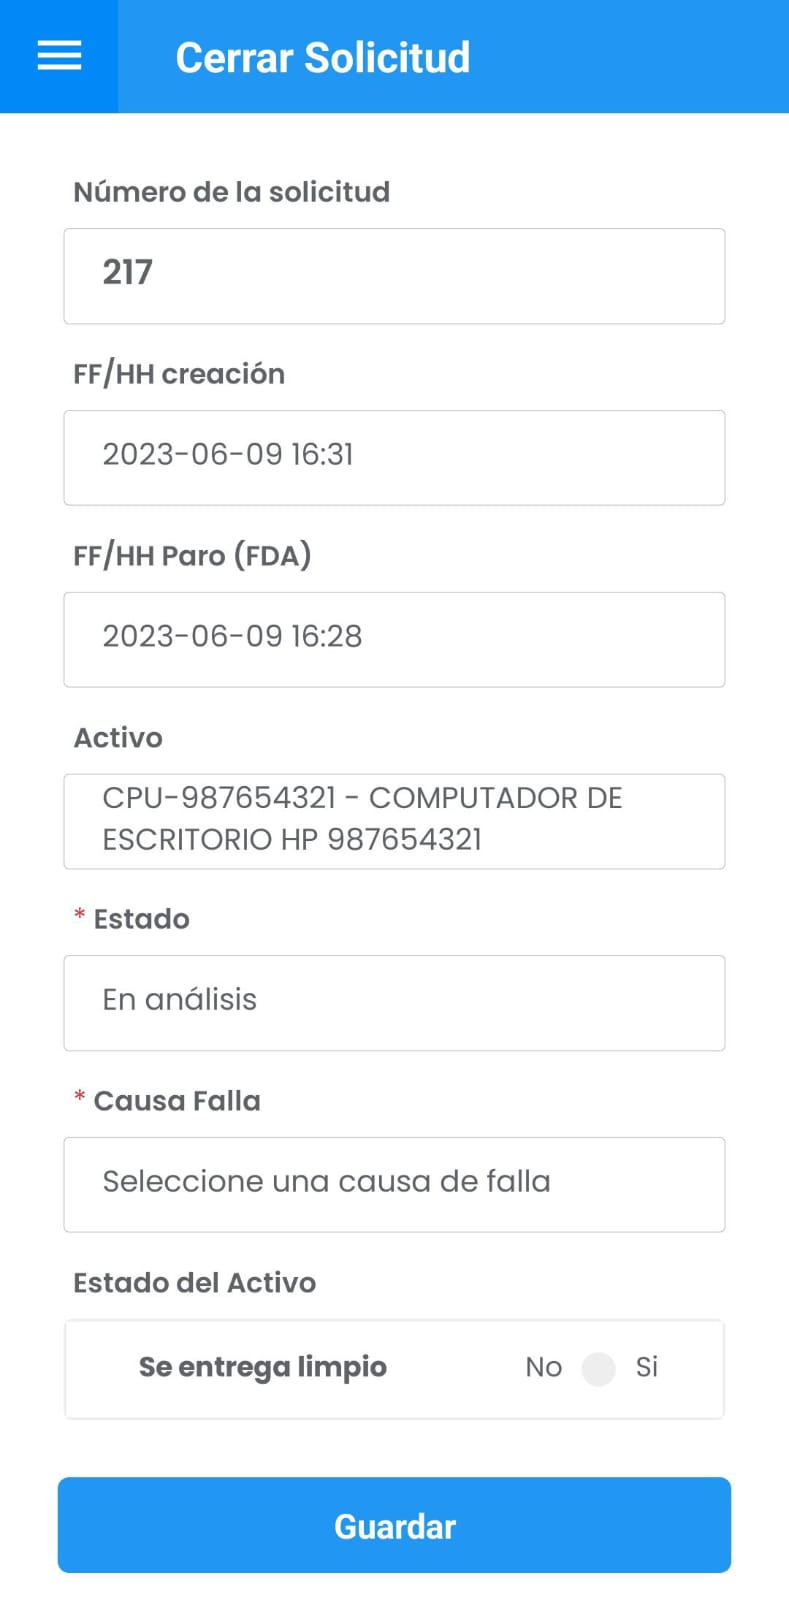 Cerrar Solicitud
Número de la solicitud
217
FF/HH creación
2023-06-09 16:31
FF/HH Paro (FDA)
2023-06-09 16:28
Activo
CPU-987654321 - COMPUTADOR DE
ESCRITORIO HP 987654321
* Estado
En análisis
* Causa Falla
Seleccione una causa de falla
Estado del Activo
Se entrega limpio No Si
Guardar